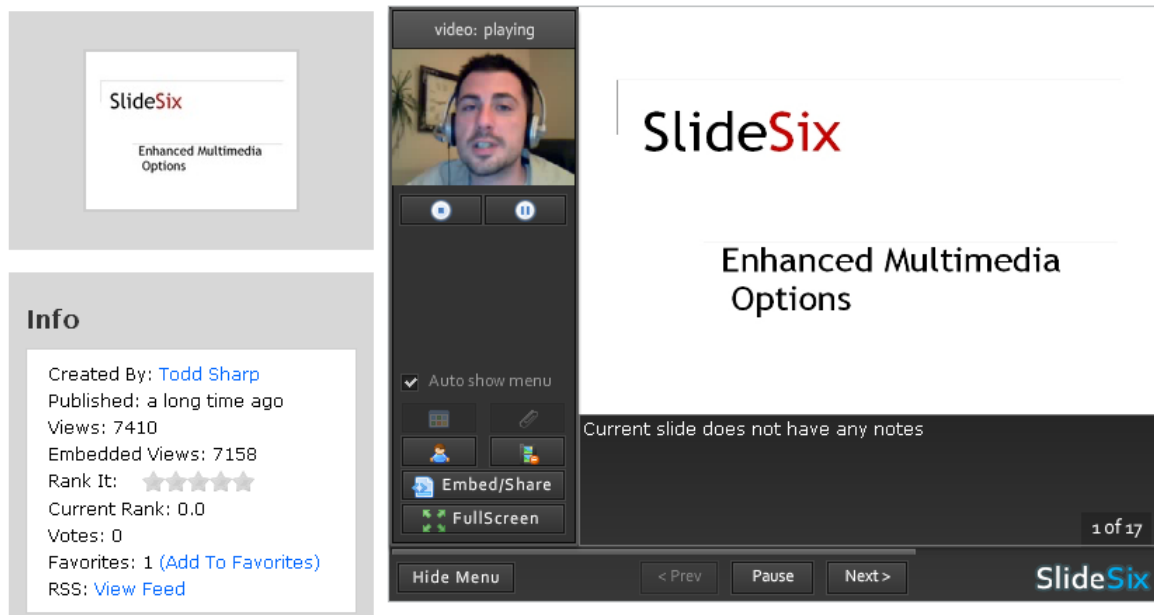 SlideSix
Enhanced Multimedia
Options
Info
Created By: Todd Sharp
Published: a long time ago
Views: 7410
Embedded Views: 7158
Rank It:
Current Rank: 0.0
Votes: 0
Favorites: 1 (Add To Favorites)
RSS: View Feed
video: playing
Auto show menu
Embed/Share
FullScreen
SlideSix
Enhanced Multimedia
Options
Current slide does not have any notes
1 of 17
Hide Menu
< Prev
Pause
Next >
SlideSix